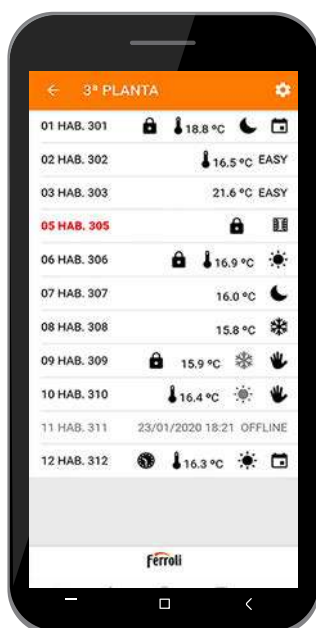 3ª PLANTA
01 HAB. 301 18.8 ºC
02 HAB. 302 16.5 ºC EASY
03 HAB. 303 21.6 ºC EASY
05 HAB. 305
06 HAB. 306 16.9 ºC
07 HAB. 307 16.0 ºC
08 HAB. 308 15.8 ºC
09 HAB. 309 15.9 ºC
10 HAB. 310 16.4 ºC
11 HAB. 311 23/01/2020 18:21 OFFLINE
12 HAB. 312 16.3 ºC
Ferroli